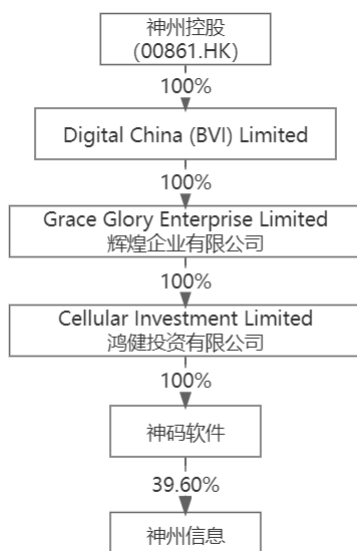 神州控股
(00861.HK)
100%
Digital China (BVI) Limited
100%
Grace Glory Enterprise Limited
辉煌企业有限公司
100%
Cellular Investment Limited
鸿健投资有限公司
100%
神码软件
39.60%
神州信息